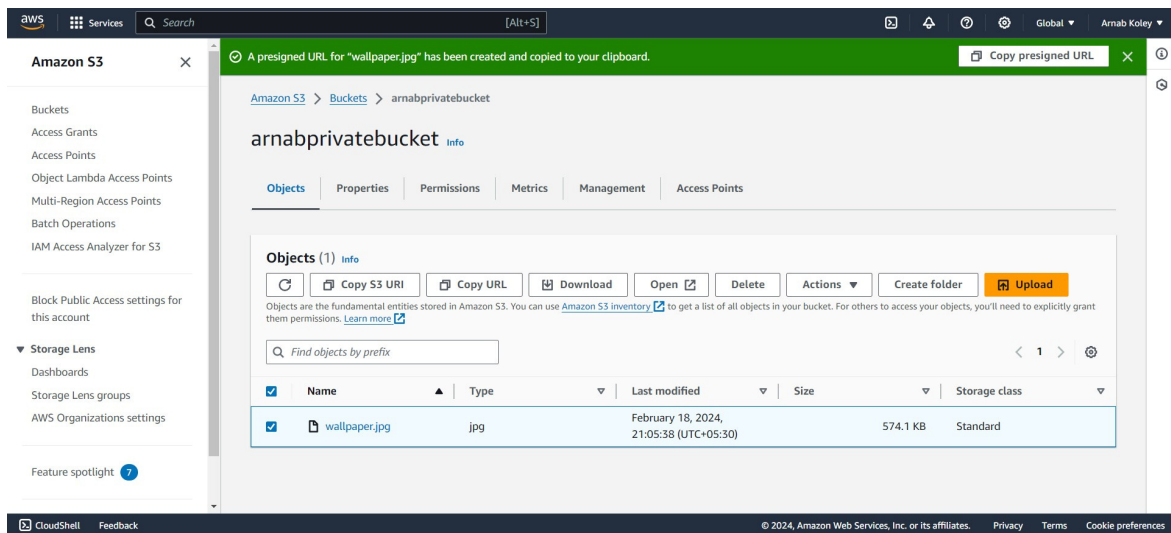 aws
Services
Search
[Alt+S]
Global ▼
Arnab Koley ▼
Amazon S3
Buckets
Access Grants
Access Points
Object Lambda Access Points
Multi-Region Access Points
Batch Operations
IAM Access Analyzer for S3
Block Public Access settings for
this account
▼ Storage Lens
Dashboards
Storage Lens groups
AWS Organizations settings
Feature spotlight 7
A presigned URL for “wallpaper.jpg” has been created and copied to your clipboard.
Copy presigned URL
Amazon S3 > Buckets > arnabprivatebucket
arnabprivatebucket Info
Objects Properties Permissions Metrics Management Access Points
Objects (1) Info
Copy S3 URI Copy URL Download Open Delete Actions ▼ Create folder Upload
Objects are the fundamental entities stored in Amazon S3. You can use Amazon S3 inventory to get a list of all objects in your bucket. For others to access your objects, you'll need to explicitly grant
them permissions. Learn more
Find objects by prefix
< 1 >
Name Type Last modified Size Storage class
wallpaper.jpg jpg February 18, 2024, 574.1 KB Standard
21:05:38 (UTC+05:30)
CloudShell Feedback © 2024, Amazon Web Services, Inc. or its affiliates. Privacy Terms Cookie preferences